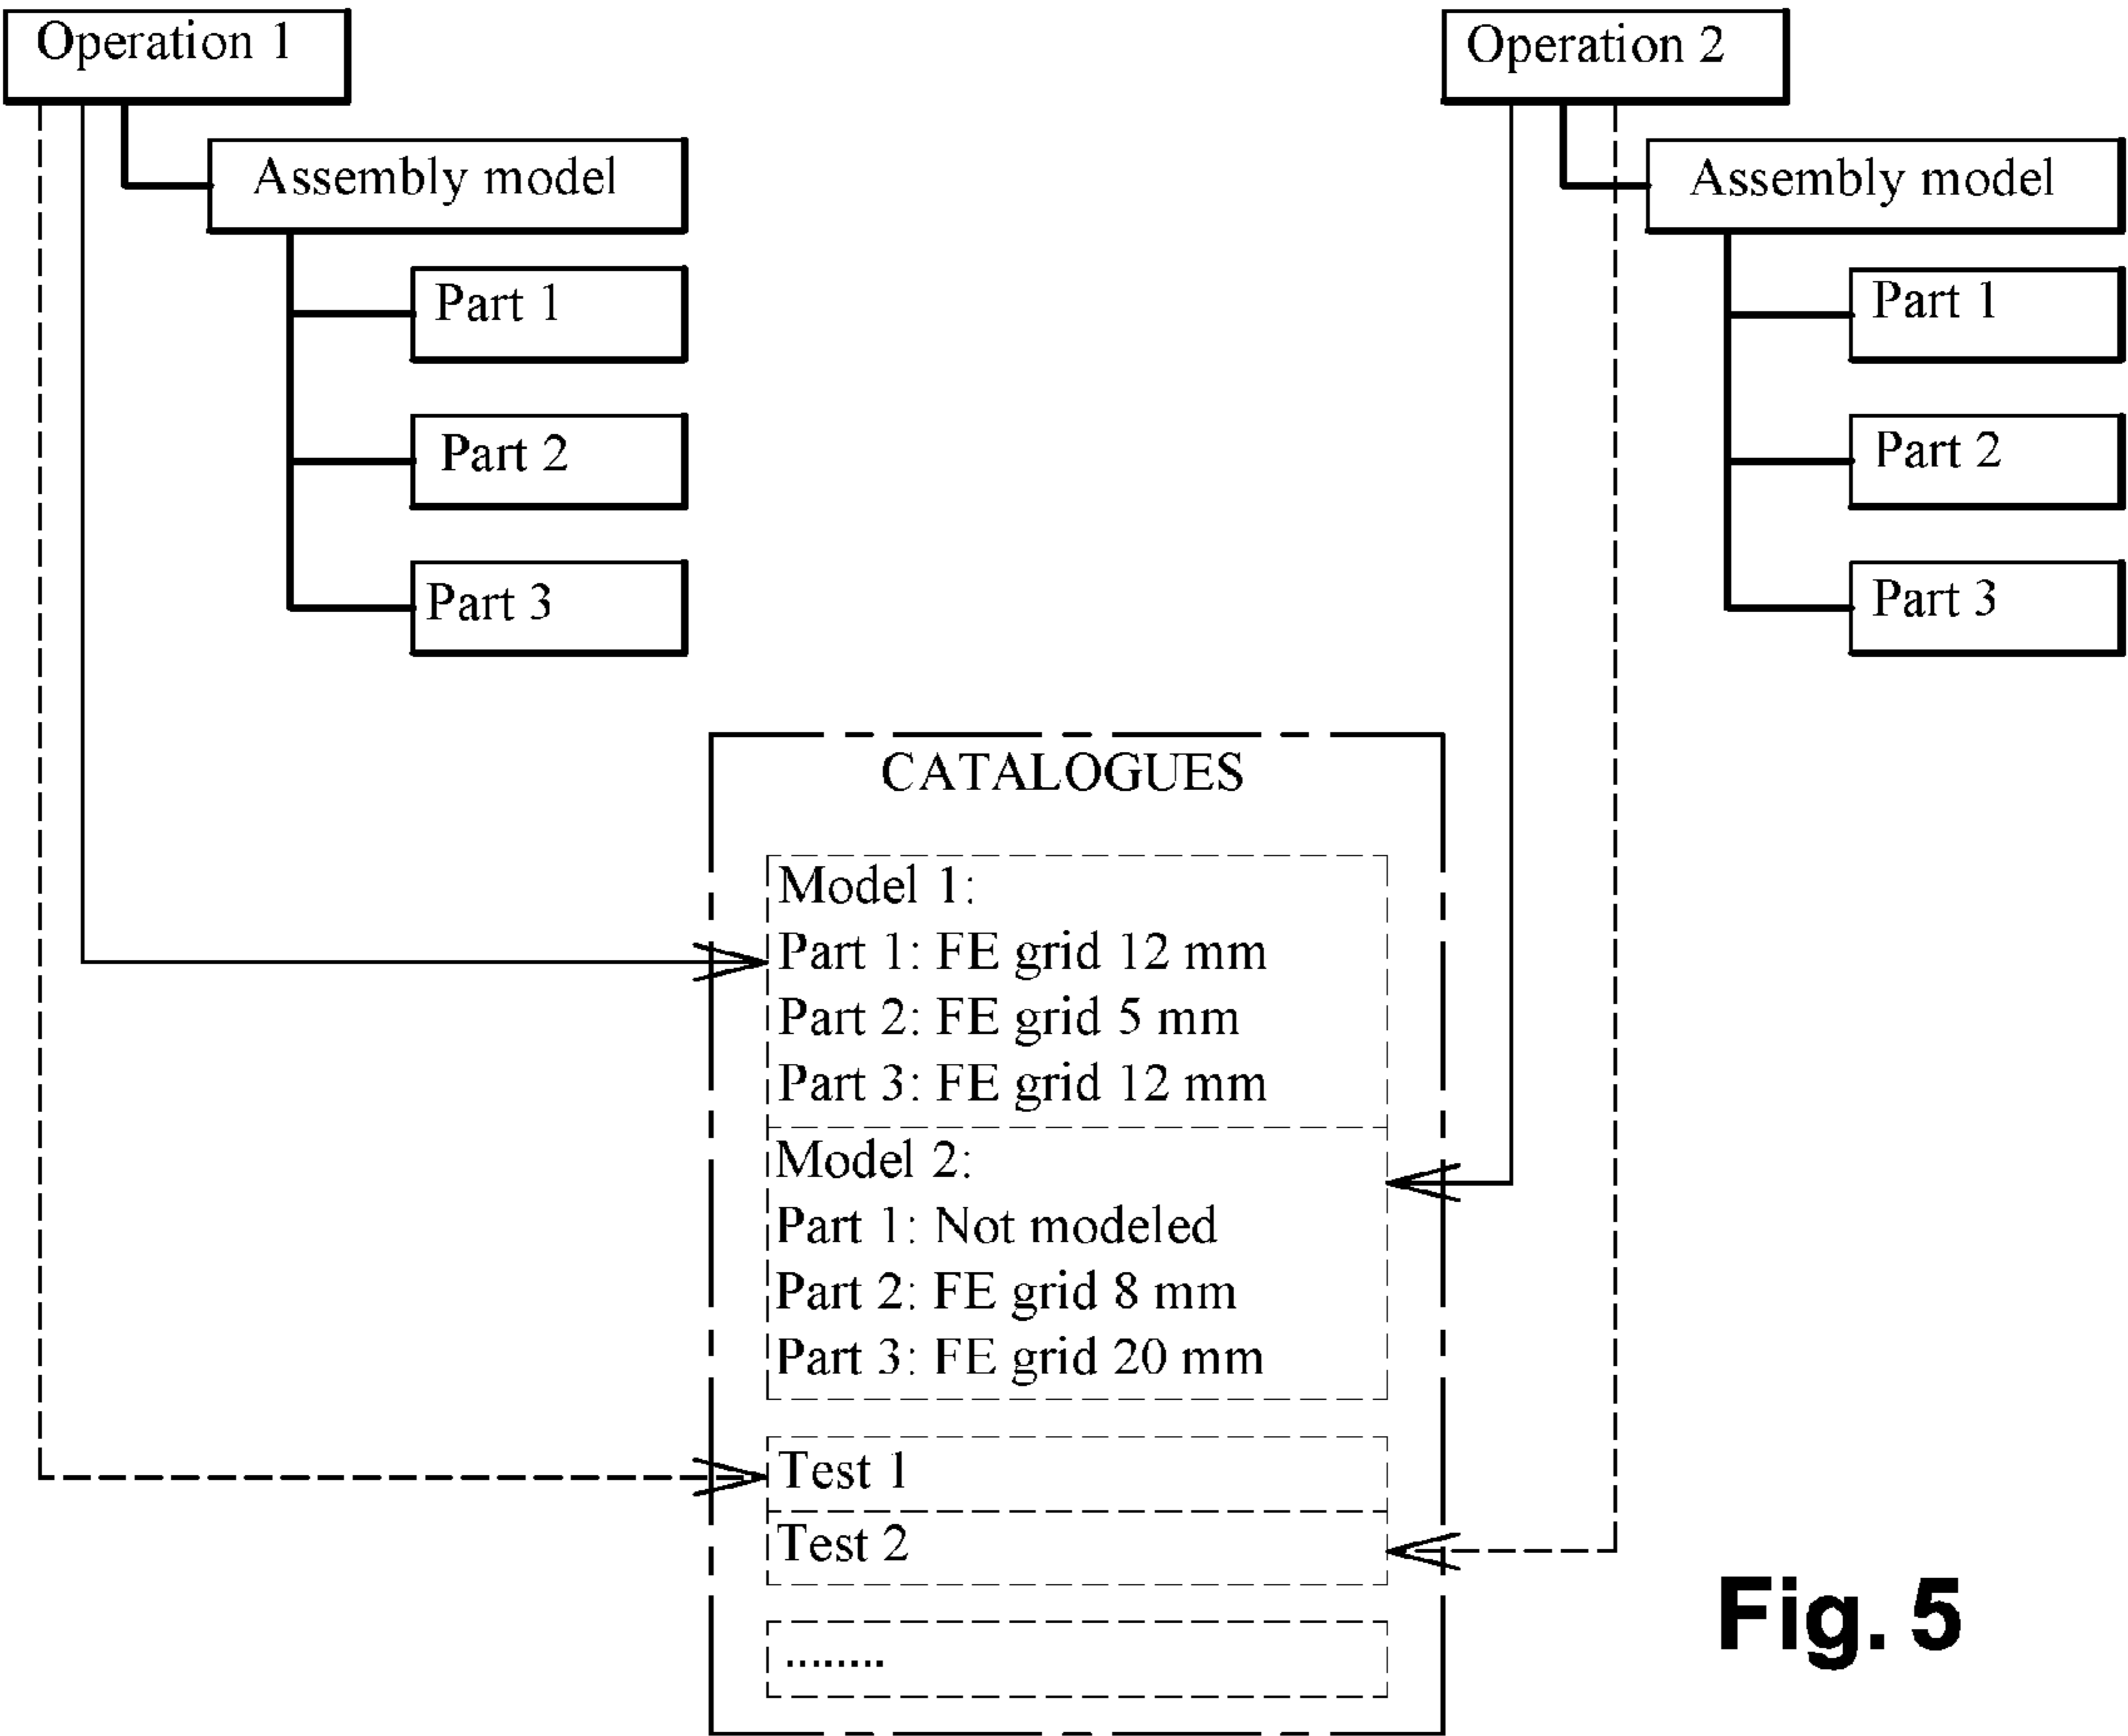 Operation 1
Assembly model
Part 1
Part 2
Part 3
Operation 2
Assembly model
Part 1
Part 2
Part 3
CATALOGUES
Model 1:
Part 1: FE grid 12 mm
Part 2: FE grid 5 mm
Part 3: FE grid 12 mm
Model 2:
Part 1: Not modeled
Part 2: FE grid 8 mm
Part 3: FE grid 20 mm
Test 1
Test 2
........
Fig. 5